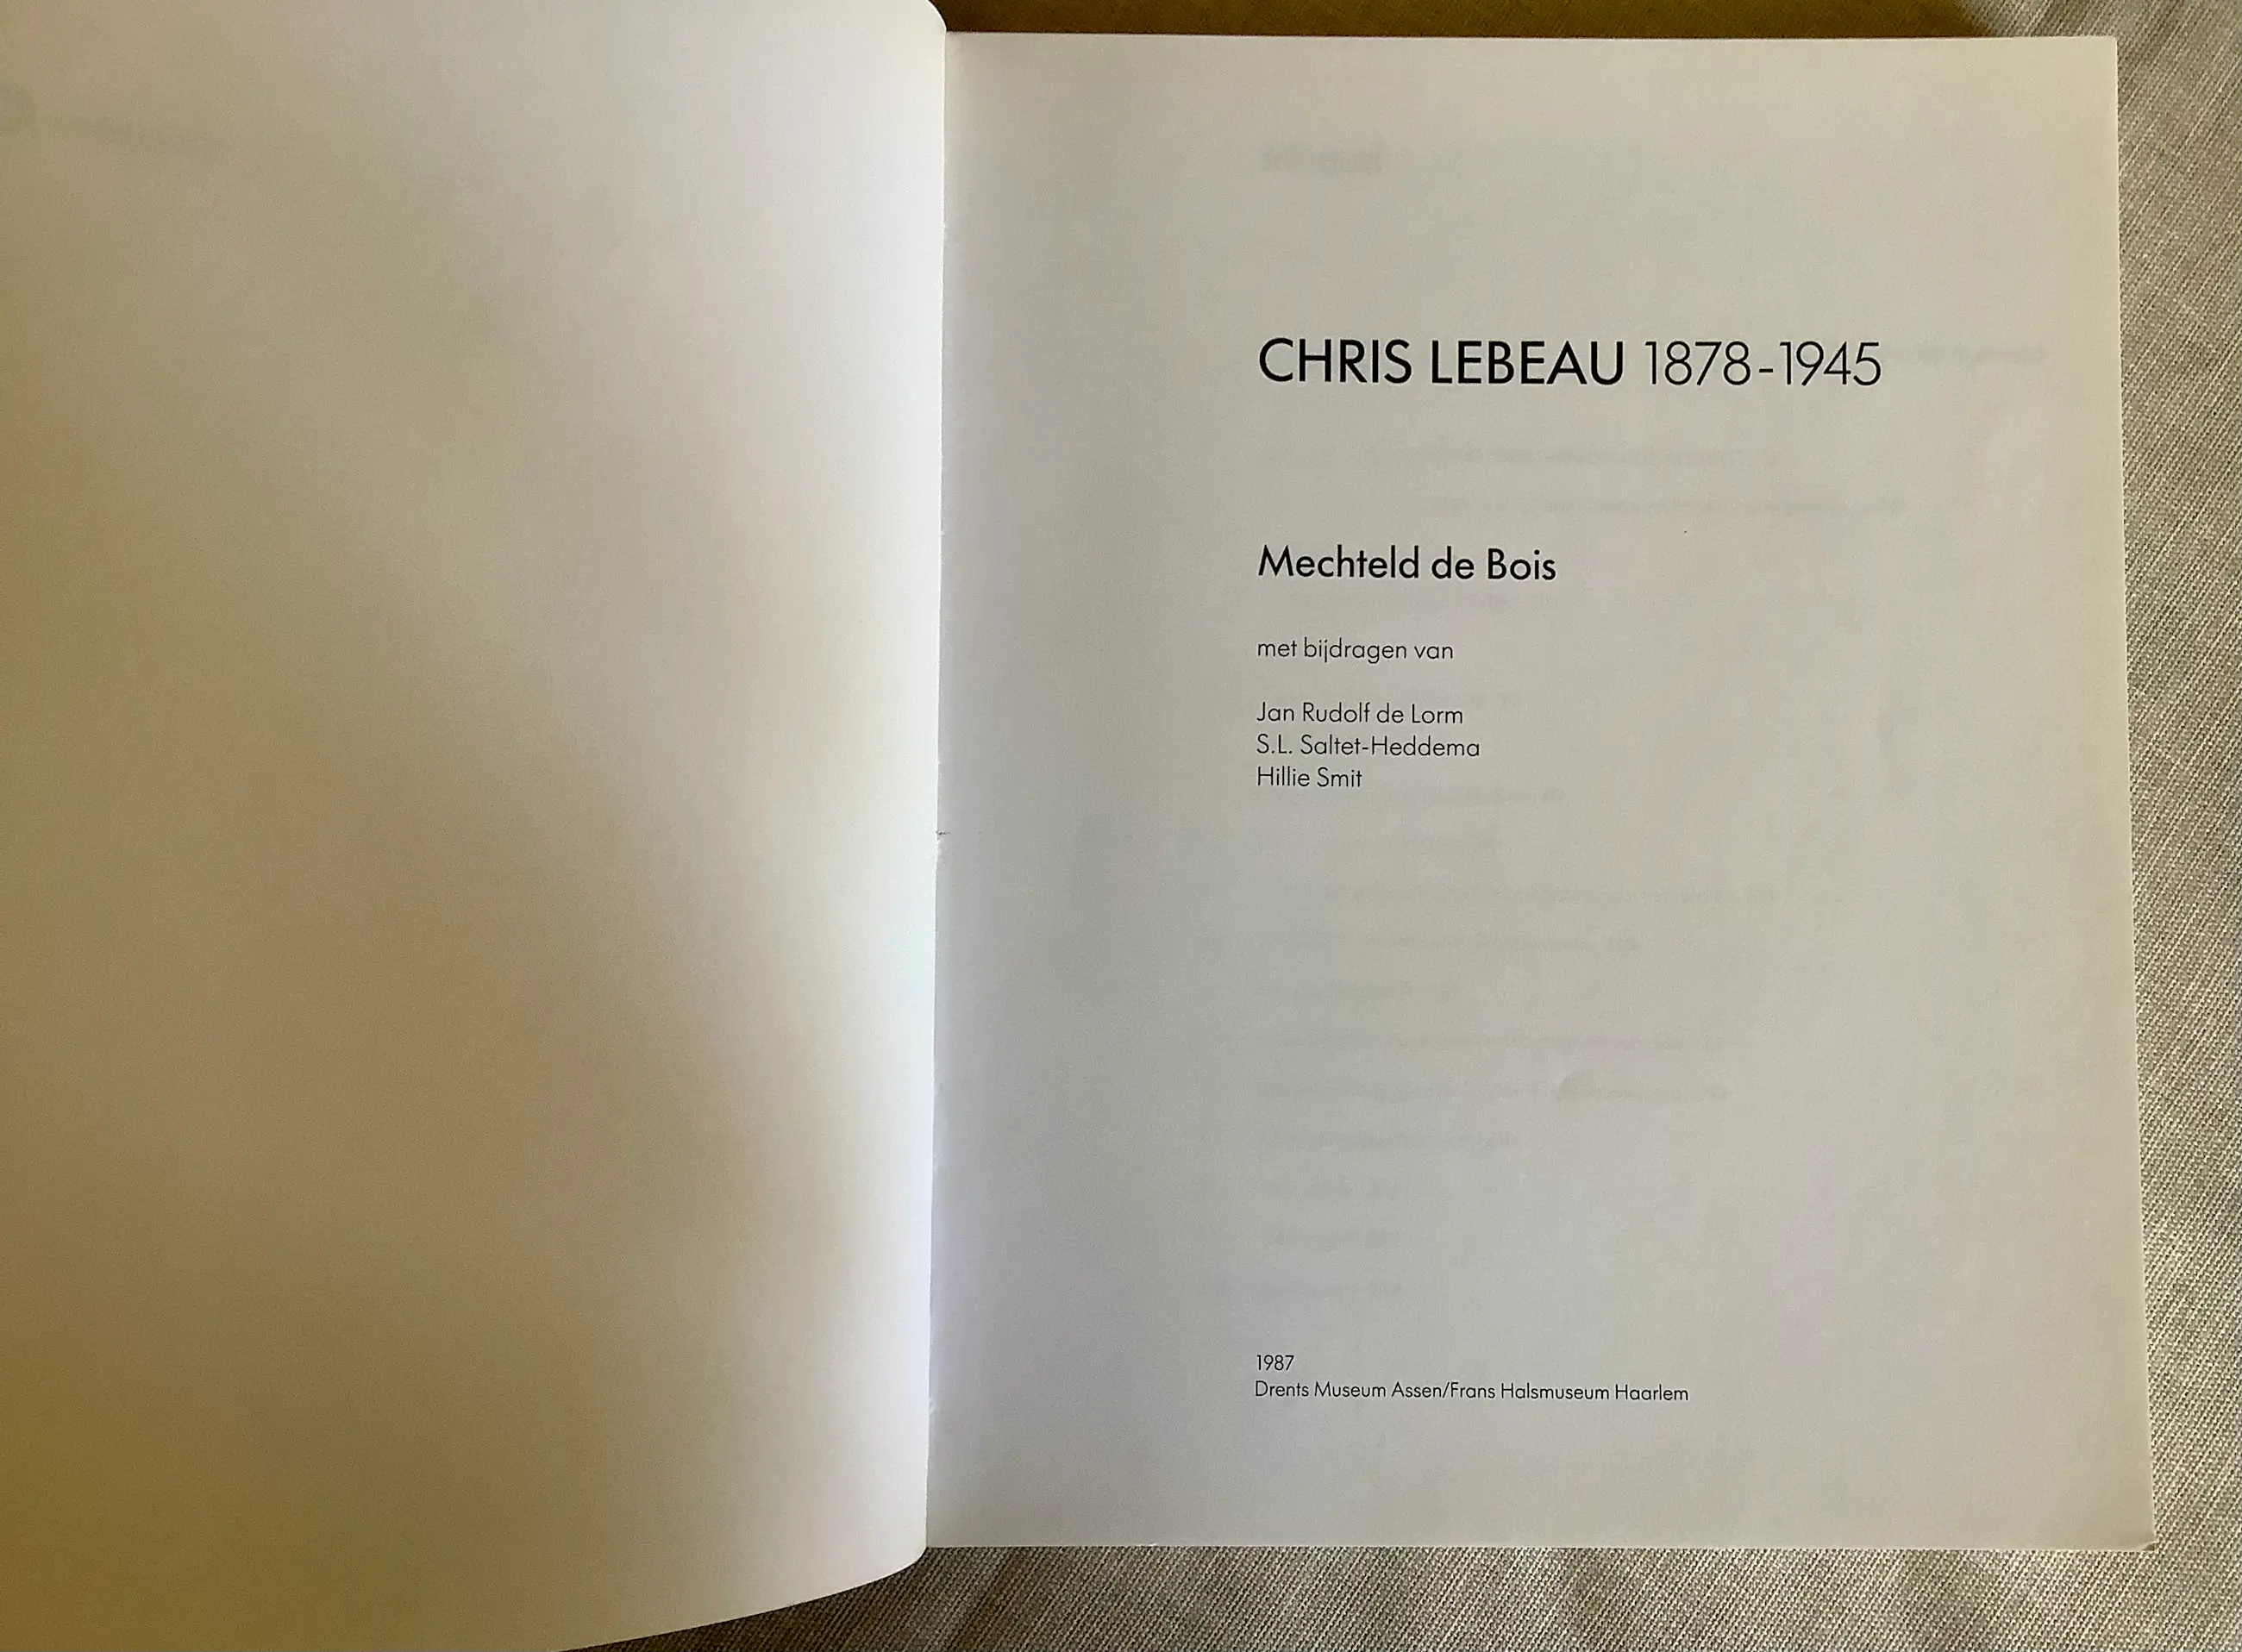 CHRIS LEBEAU 1878-1945
Mechteld de Bois
met bijdragen van
Jan Rudolf de Lorm
S.L. Saltet-Heddema
Hillie Smit
1987
Drents Museum Assen/Frans Halsmuseum Haarlem